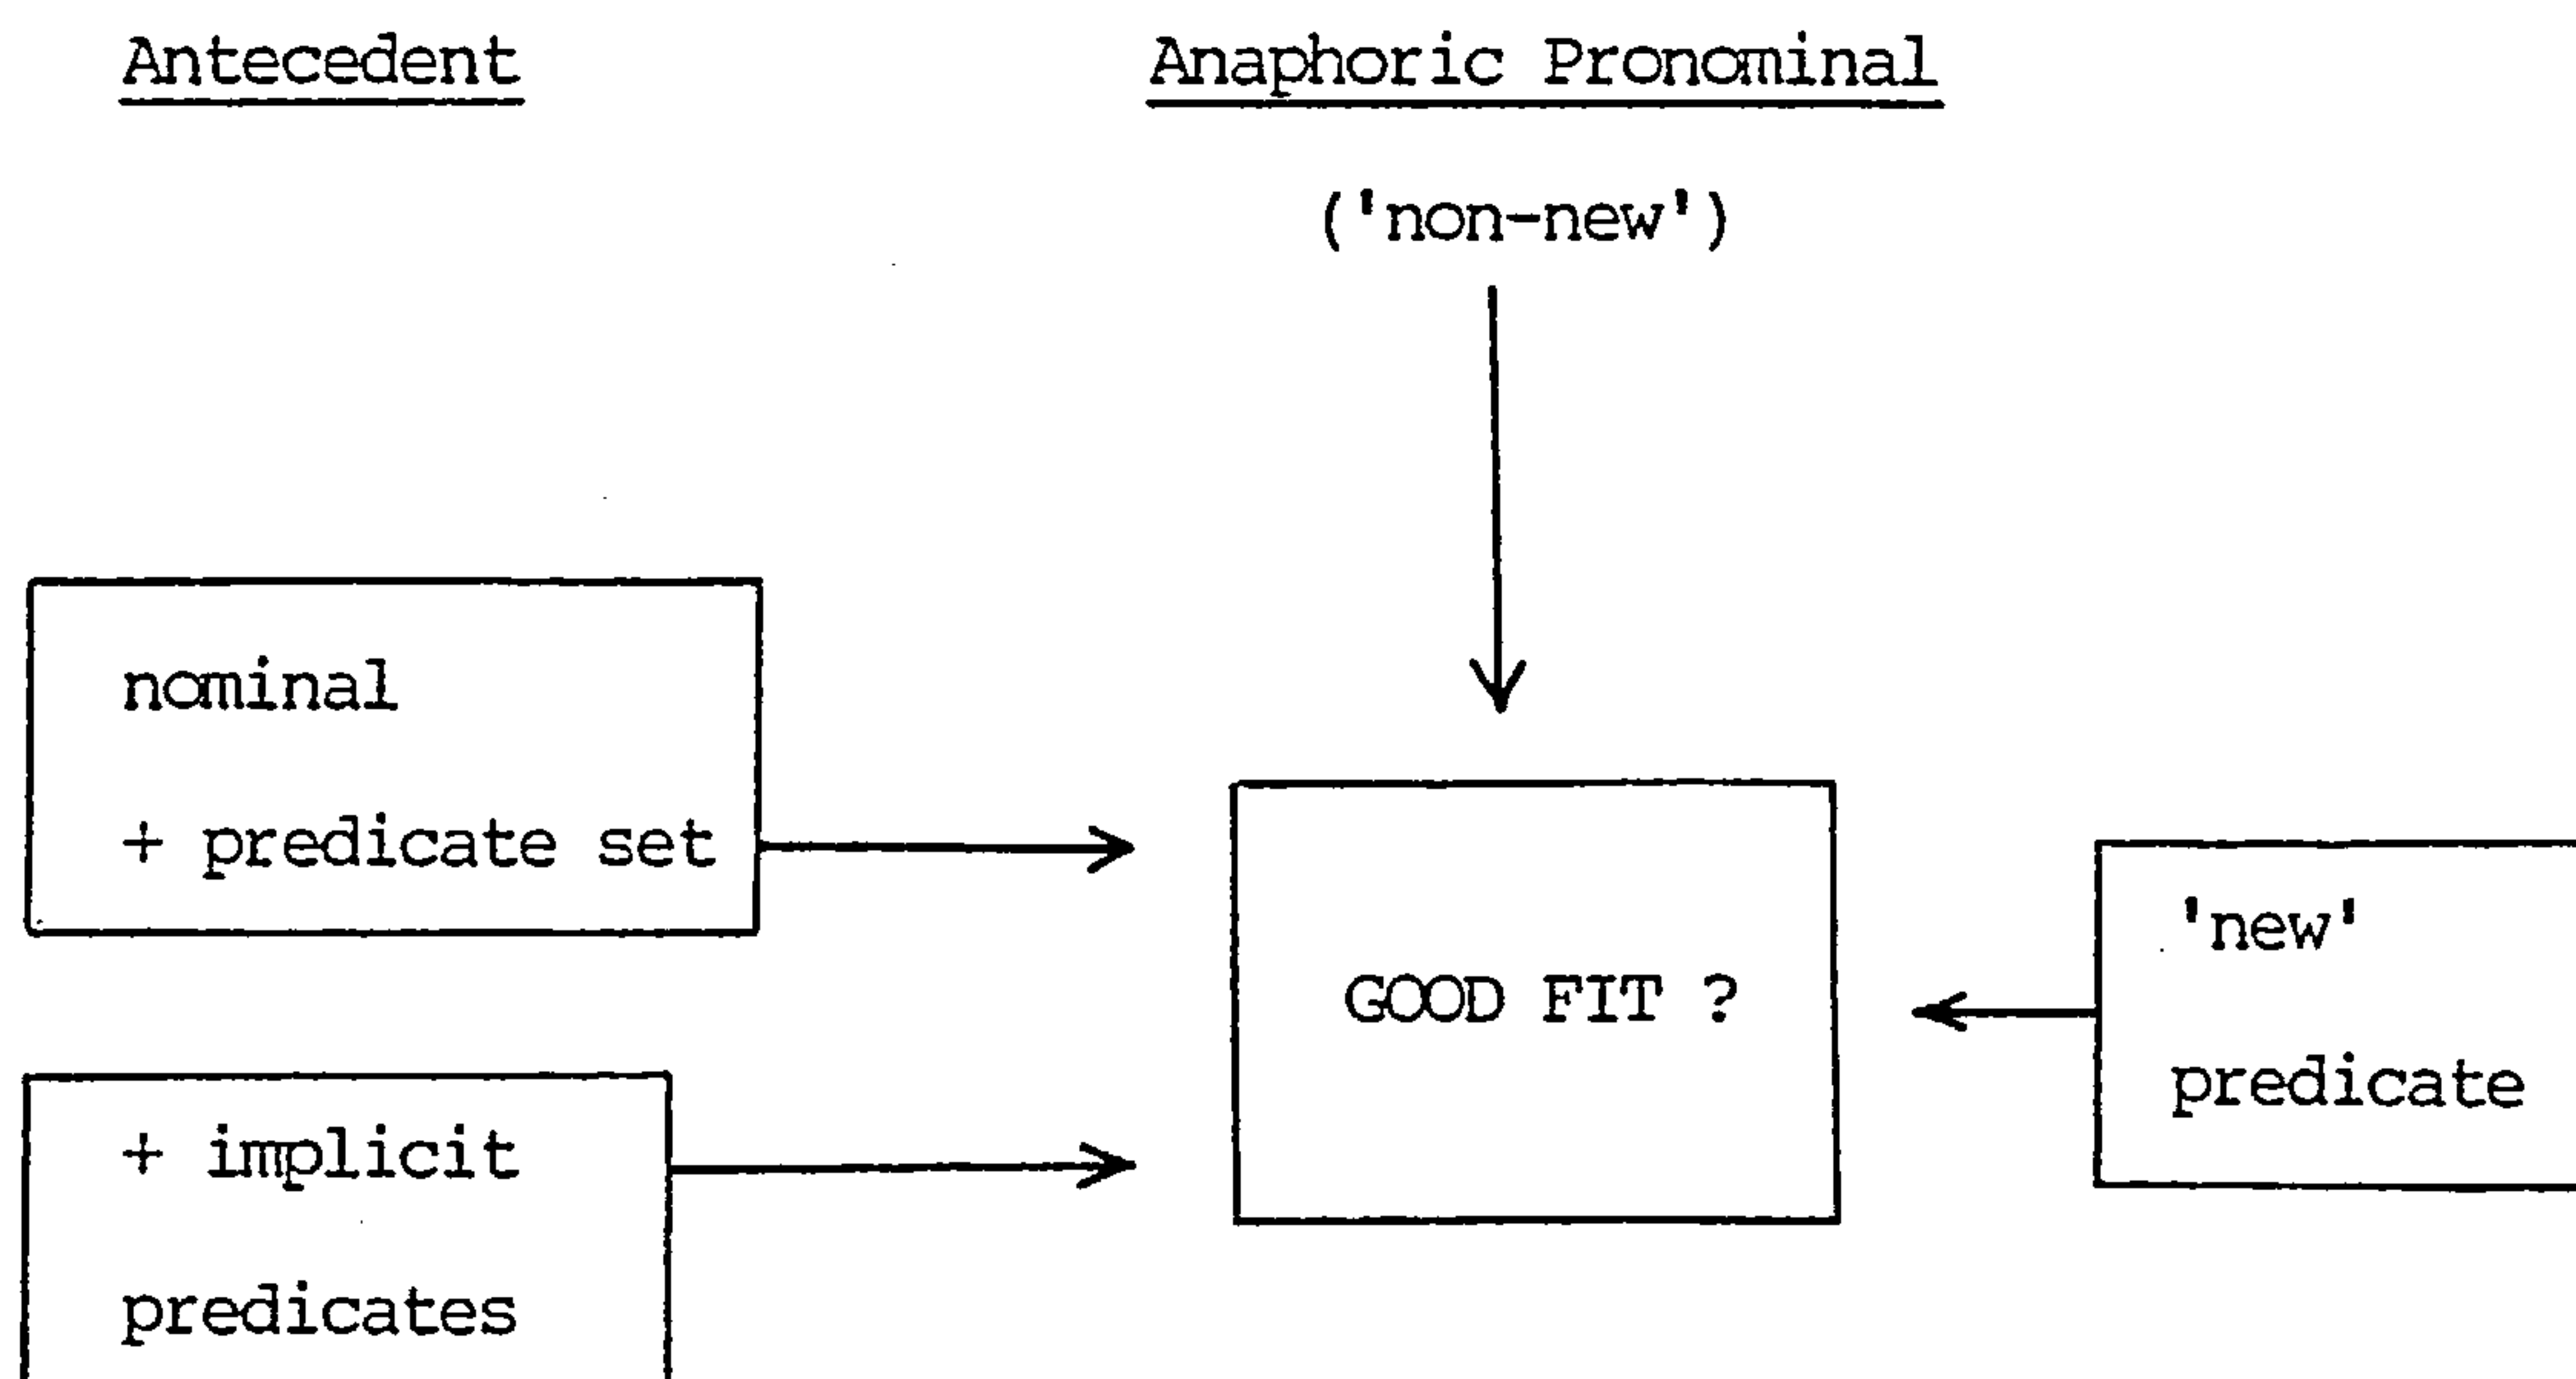 Antecedent
Anaphoric Pronominal
('non-new')
nominal
+ predicate set
GOOD FIT ?
'new'
predicate
+ implicit
predicates